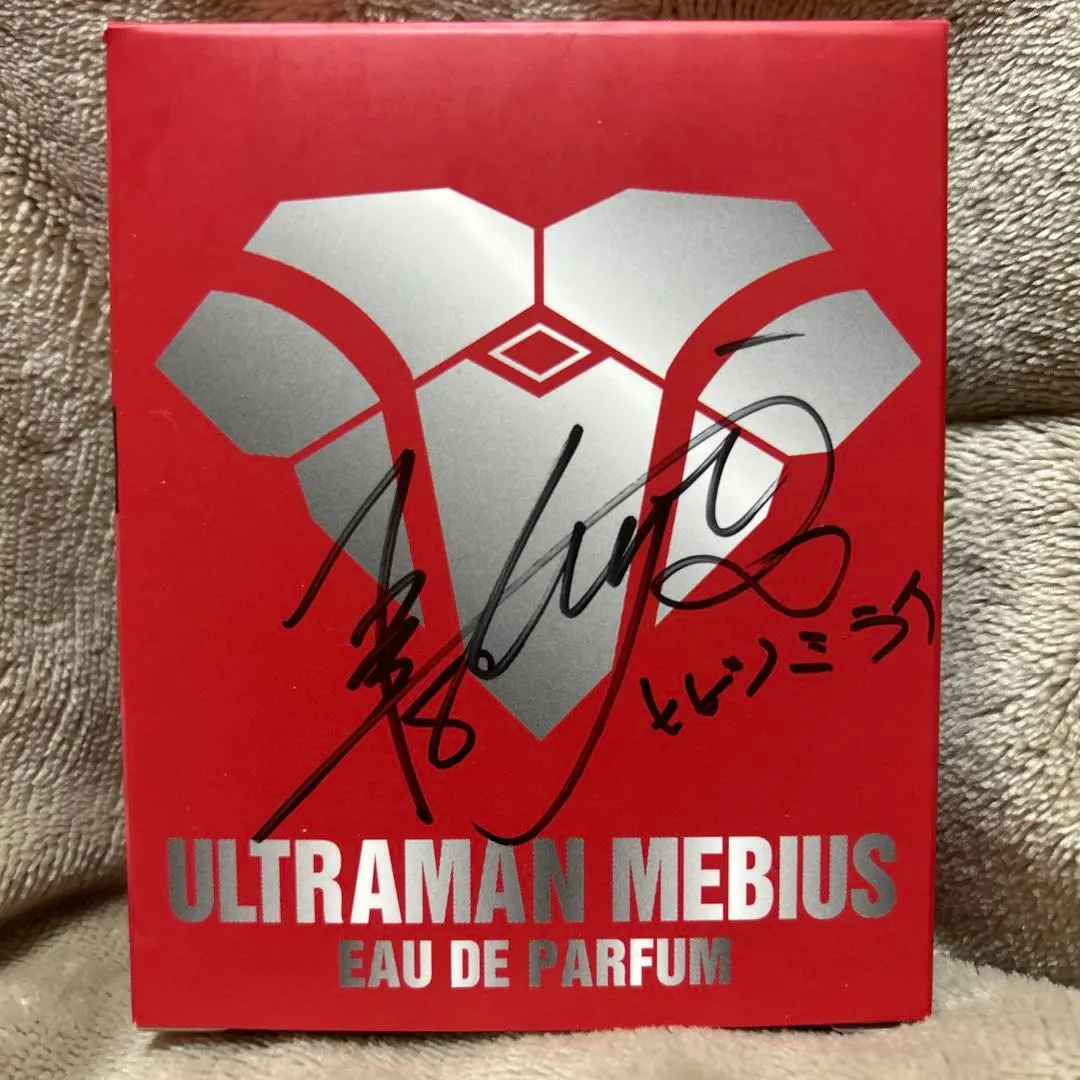 ヒビノミライ
ULTRAMAN MEBIUS
EAU DE PARFUM